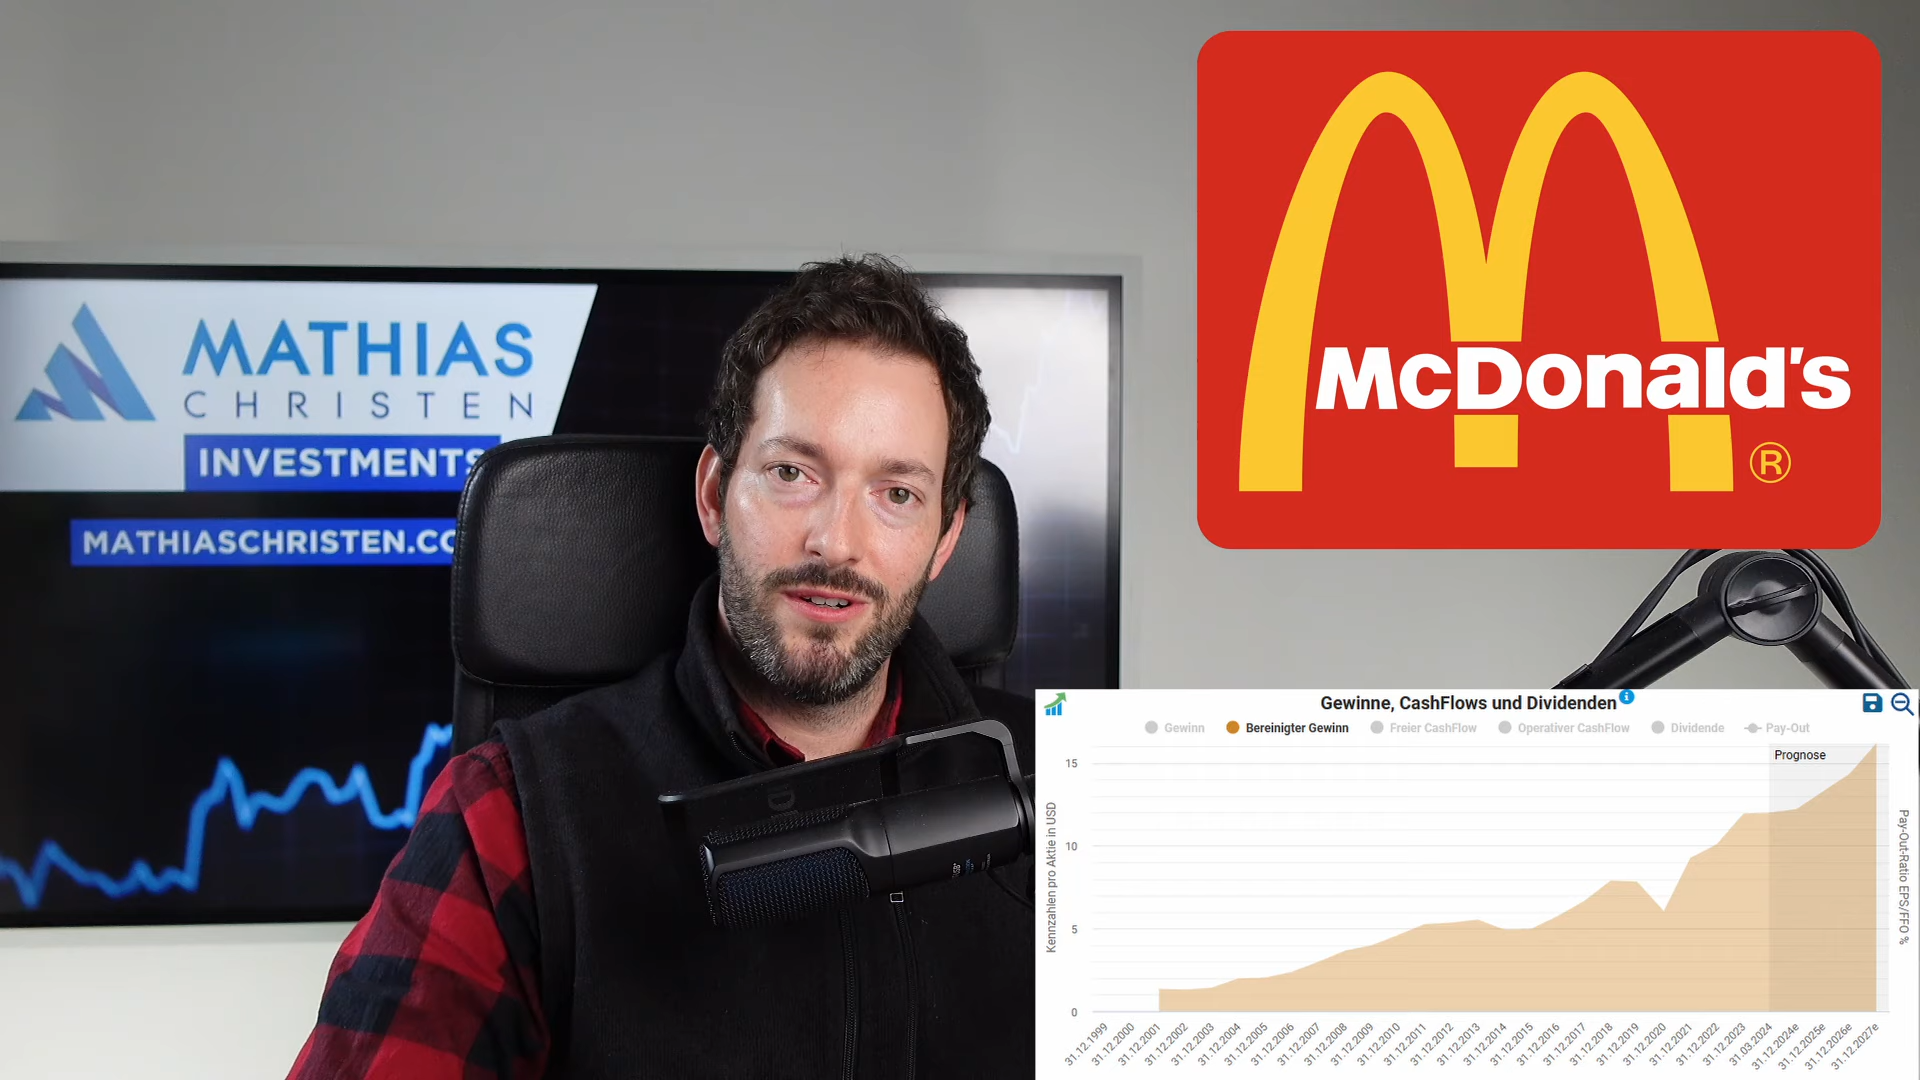 McDonald's
®
MATHIAS
CHRISTEN
INVESTMENTS
MATHIASCHRISTEN.CO
Gewinne, CashFlows und Dividenden
i
Gewinn Bereinigter Gewinn Freier CashFlow Operativer CashFlow Dividende Pay-Out
Prognose
Kennzahlen pro Aktie in USD
15
10
5
0
Pay-Out-Ratio EPS/FFO %
31.12.1999
31.12.2000
31.12.2001
31.12.2002
31.12.2003
31.12.2004
31.12.2005
31.12.2006
31.12.2007
31.12.2008
31.12.2009
31.12.2010
31.12.2011
31.12.2012
31.12.2013
31.12.2014
31.12.2015
31.12.2016
31.12.2017
31.12.2018
31.12.2019
31.12.2020
31.12.2021
31.12.2022
31.12.2023
31.03.2024
31.12.2024e
31.12.2025e
31.12.2026e
31.12.2027e